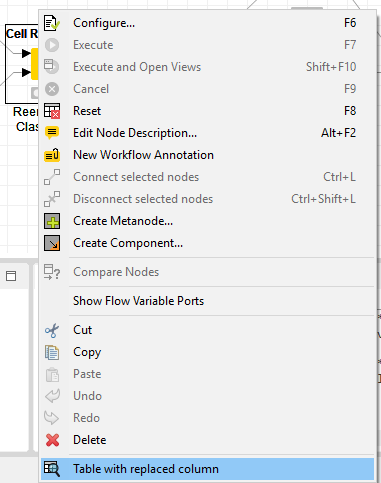 Cell R
Reen
Clas
Configure... F6
Execute F7
Execute and Open Views Shift+F10
Cancel F9
Reset F8
Edit Node Description... Alt+F2
New Workflow Annotation
Connect selected nodes Ctrl+L
Disconnect selected nodes Ctrl+Shift+L
Create Metanode...
Create Component...
Compare Nodes
Show Flow Variable Ports
Cut
Copy
Paste
Undo
Redo
Delete
Table with replaced column